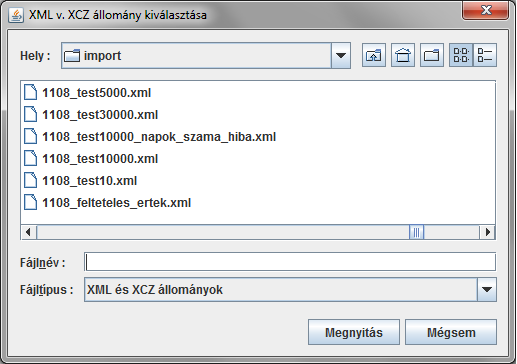 XML v. XCZ állomány kiválasztása
Hely :
import
1108_test5000.xml
1108_test30000.xml
1108_test10000_napok_szama_hiba.xml
1108_test10000.xml
1108_test10.xml
1108_felteteles_ertek.xml
Fájlnév :
Fájltípus :
XML és XCZ állományok
Megnyitás
Mégsem